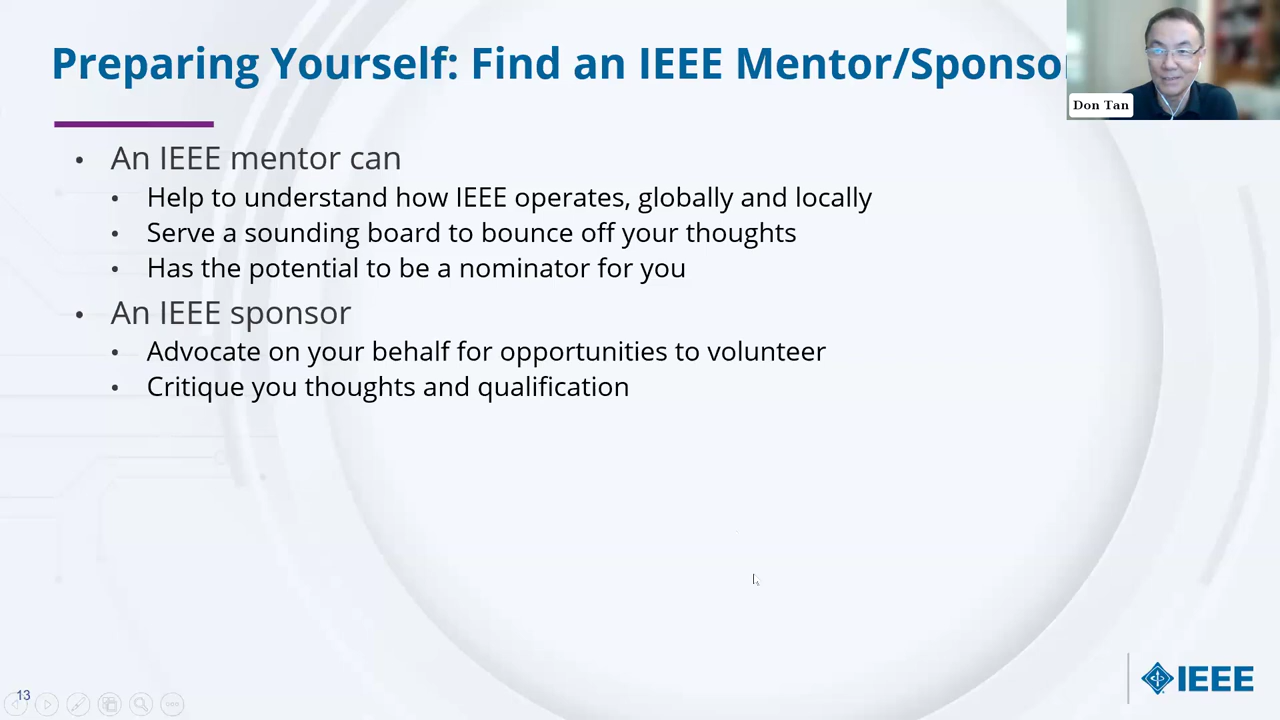 Preparing Yourself: Find an IEEE Mentor/Sponso
Don Tan
• An IEEE mentor can
• Help to understand how IEEE operates, globally and locally
• Serve a sounding board to bounce off your thoughts
• Has the potential to be a nominator for you
• An IEEE sponsor
• Advocate on your behalf for opportunities to volunteer
• Critique you thoughts and qualification
13
IEEE